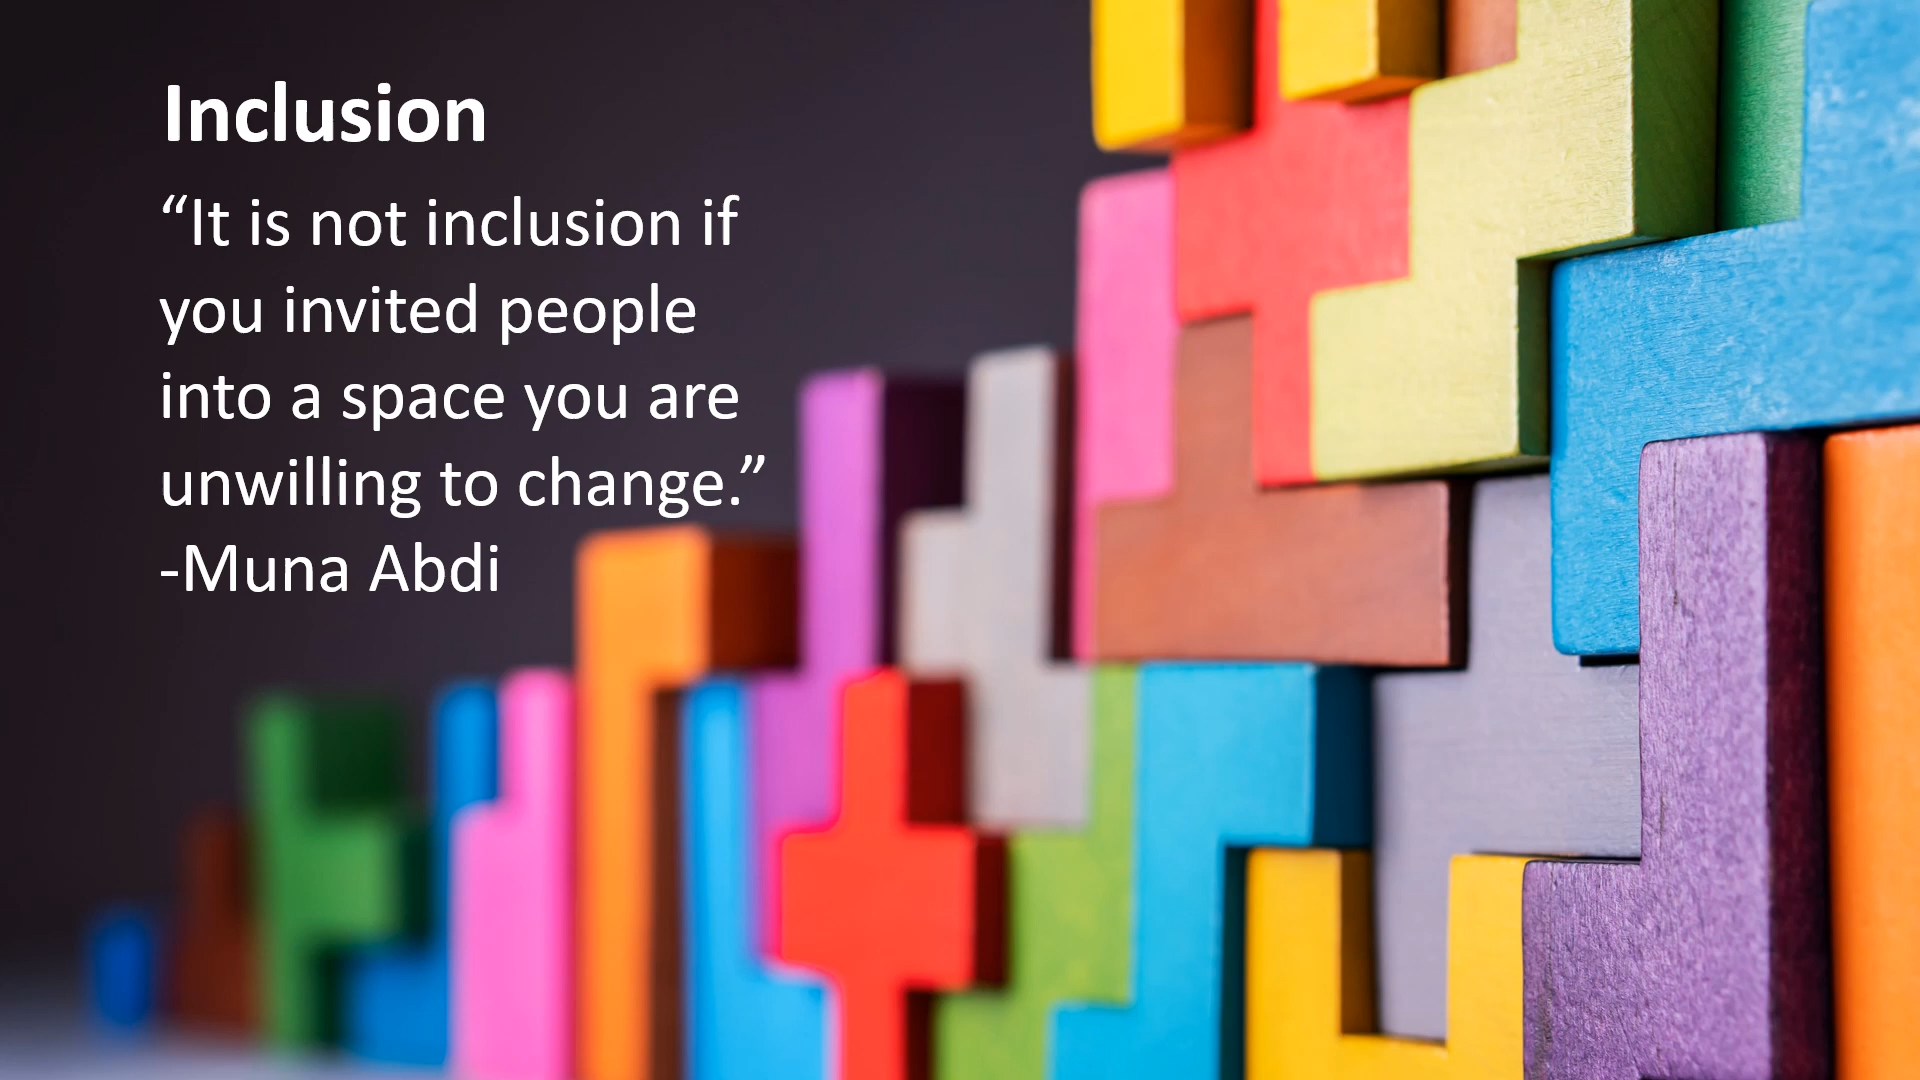 Inclusion
“It is not inclusion if
you invited people
into a space you are
unwilling to change.”
-Muna Abdi